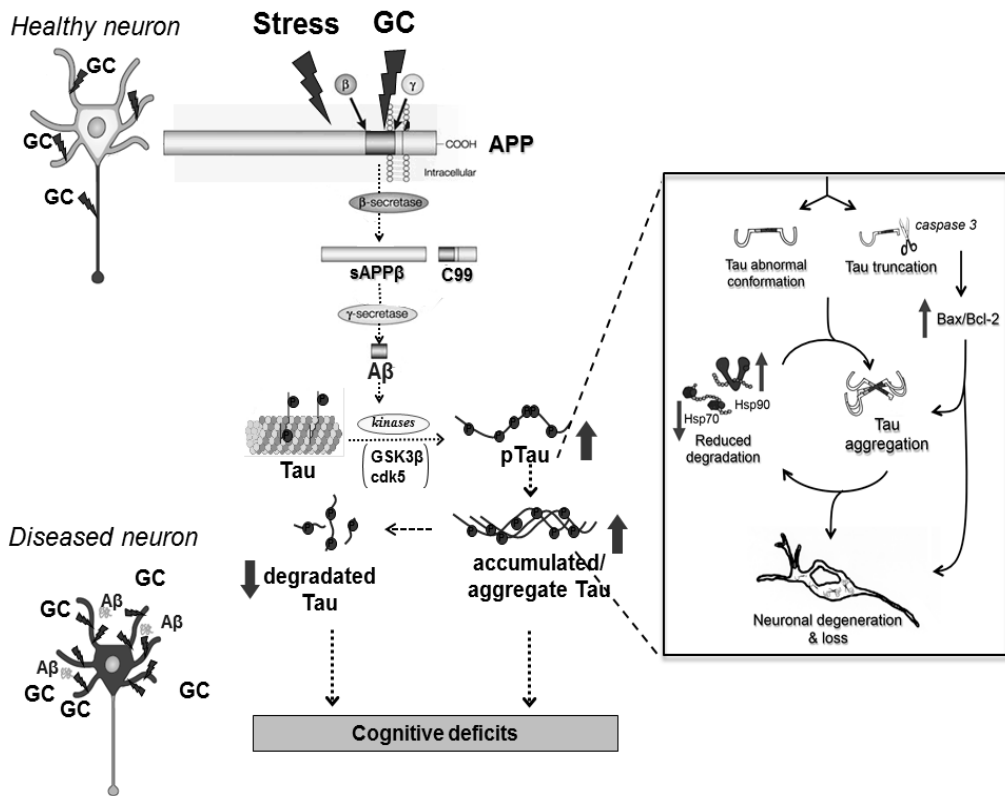 Healthy neuron
GC
GC
GC
Stress GC
β
γ
COOH
APP
Intracellular
β-secretase
sAPPβ
C99
γ-secretase
Aβ
Tau
kinases
(GSK3β
cdk5)
pTau
degradated
Tau
accumulated/
aggregate Tau
Cognitive deficits
Diseased neuron
GC
GC
Aβ
Aβ
Aβ
GC
GC
GC
Tau abnormal
conformation
Tau truncation
caspase 3
Bax/Bcl-2
Hsp90
Hsp70
Reduced
degradation
Tau
aggregation
Neuronal degeneration
& loss